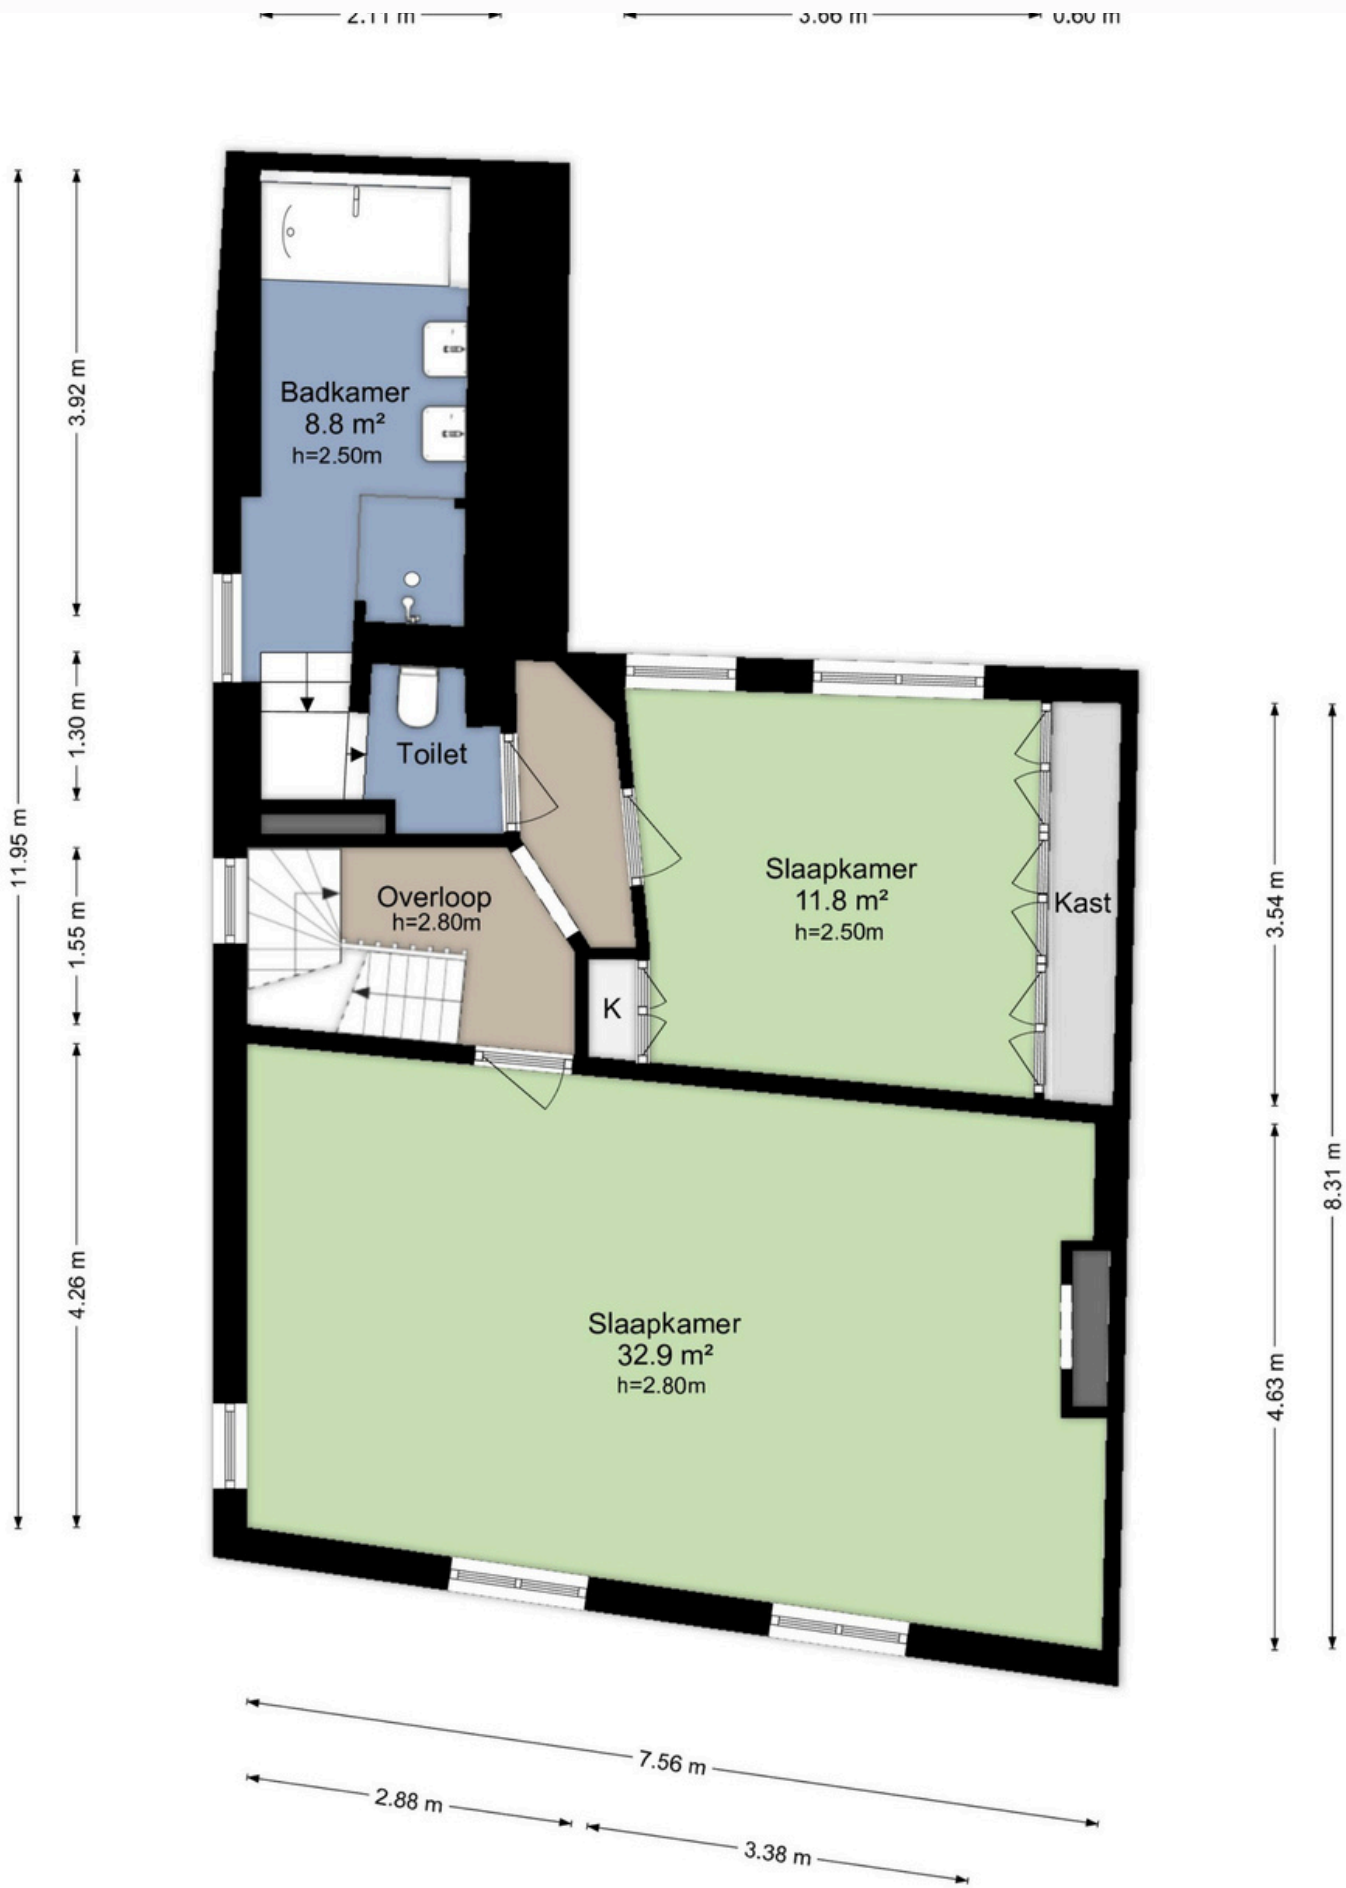 2.11 m
3.66 m
0.60 m
Badkamer
8.8 m²
h=2.50m
3.92 m
1.30 m
Toilet
11.95 m
Slaapkamer
11.8 m²
h=2.50m
Kast
3.54 m
Overloop
h=2.80m
1.55 m
K
8.31 m
4.26 m
Slaapkamer
32.9 m²
h=2.80m
4.63 m
7.56 m
2.88 m
3.38 m